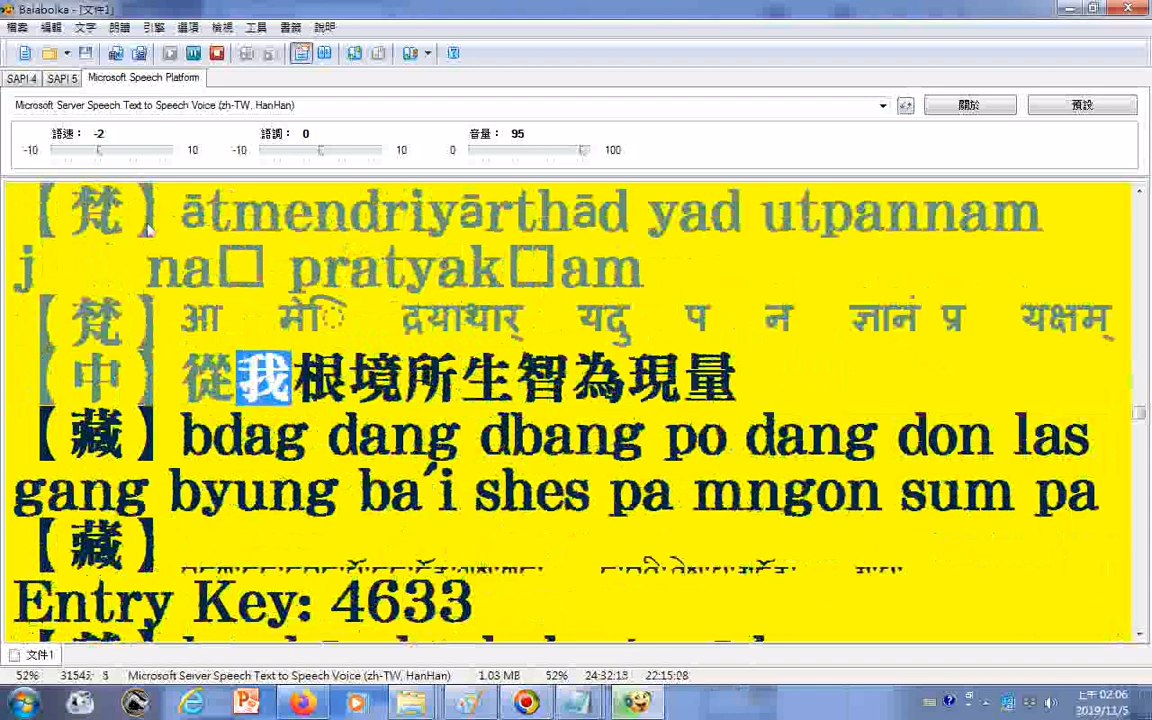 Balabolka - [文件1]
檔案 編輯 文字 朗讀 引擎 選項 檢視 工具 書籤 說明
SAPI 4 SAPI 5 Microsoft Speech Platform
Microsoft Server Speech Text to Speech Voice (zh-TW, HanHan) 關於 預設
語速： -2 語調： 0 音量： 95
-10 10 -10 10 0 100
【梵】 ātmendriyārthād yad utpannam
j na□ pratyak□am
【梵】 आ मेंि द्रयाथार् यदु प न ज्ञानं प्र यक्षम्
【中】 從我根境所生智為現量
【藏】 bdag dang dbang po dang don las
gang byung ba´i shes pa mngon sum pa
【藏】
Entry Key: 4633
文件1
52% Microsoft Server Speech Text to Speech Voice (zh-TW, HanHan) 1.03 MB 52% 24:32:13 22:15:08
上午 02:06
2019/11/5